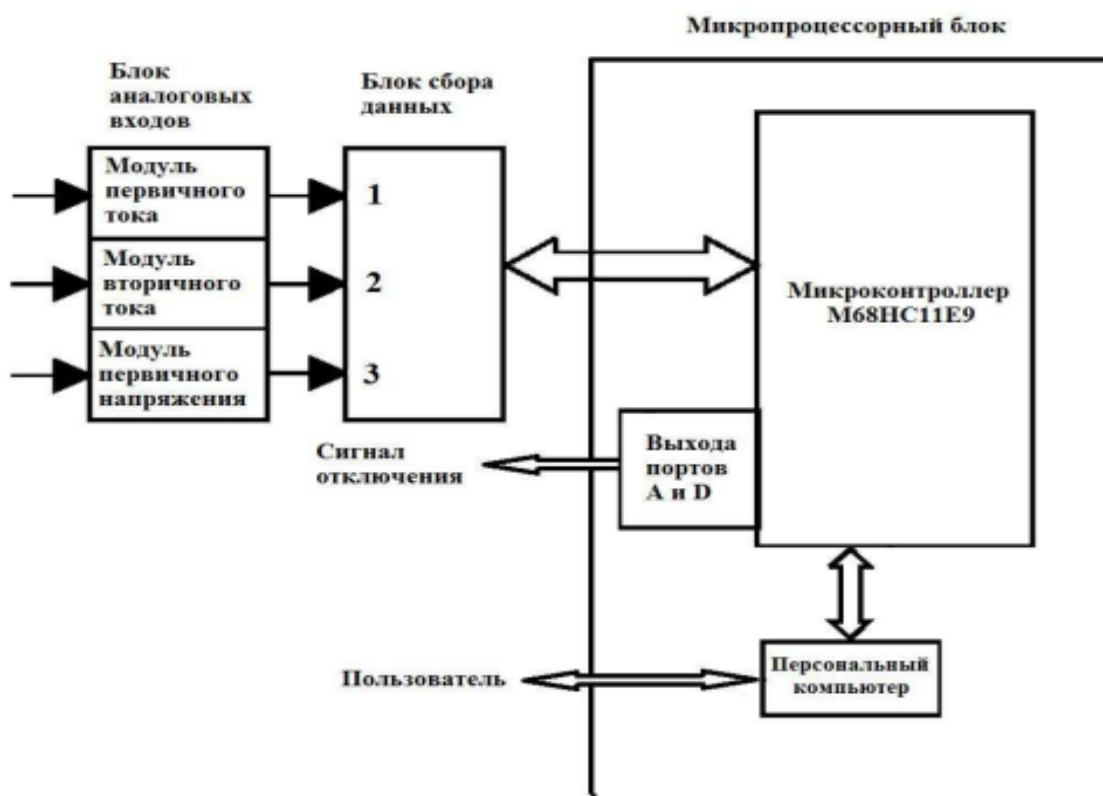 Микропроцессорный блок
Блок
аналоговых
входов
Блок сбора
данных
Модуль
первичного
тока
Модуль
вторичного
тока
Модуль
первичного
напряжения
1
2
3
Микроконтроллер
M68HC11E9
Сигнал
отключения
Выхода
портов
A и D
Пользователь
Персональный
компьютер